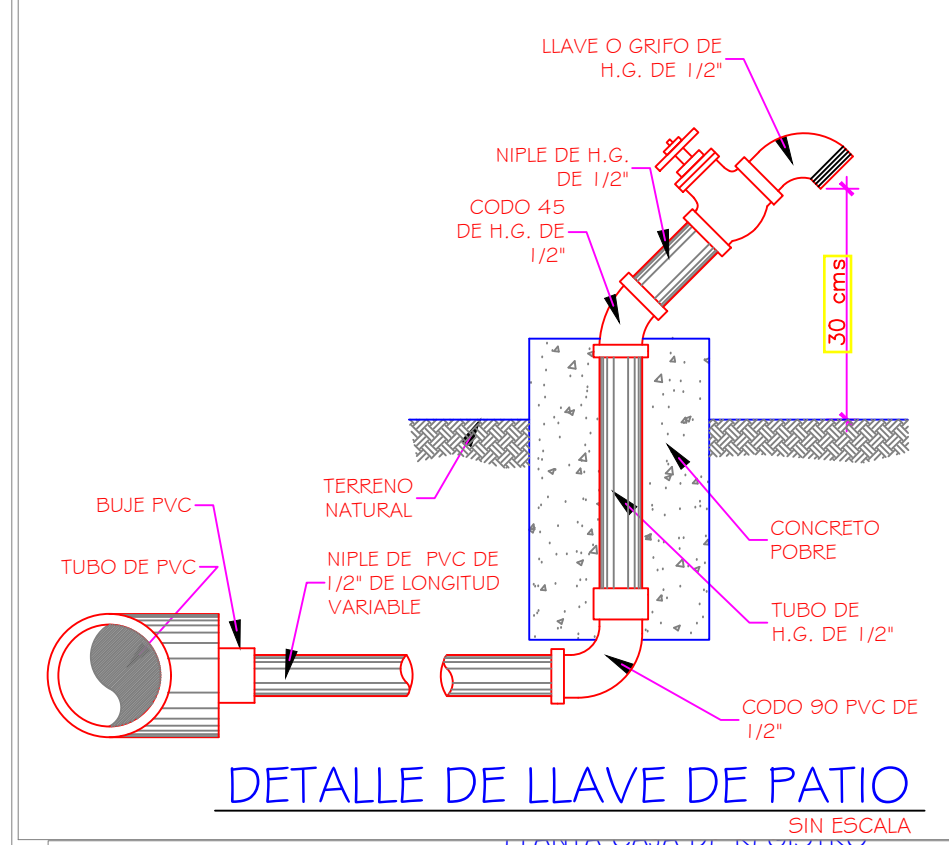 LLAVE O GRIFO DE
H.G. DE 1/2"
NIPLE DE H.G.
DE 1/2"
CODO 45
DE H.G. DE
1/2"
30 cms
TERRENO
NATURAL
BUJE PVC
TUBO DE PVC
NIPLE DE PVC DE
1/2" DE LONGITUD
VARIABLE
CONCRETO
POBRE
TUBO DE
H.G. DE 1/2"
CODO 90 PVC DE
1/2"
DETALLE DE LLAVE DE PATIO
SIN ESCALA